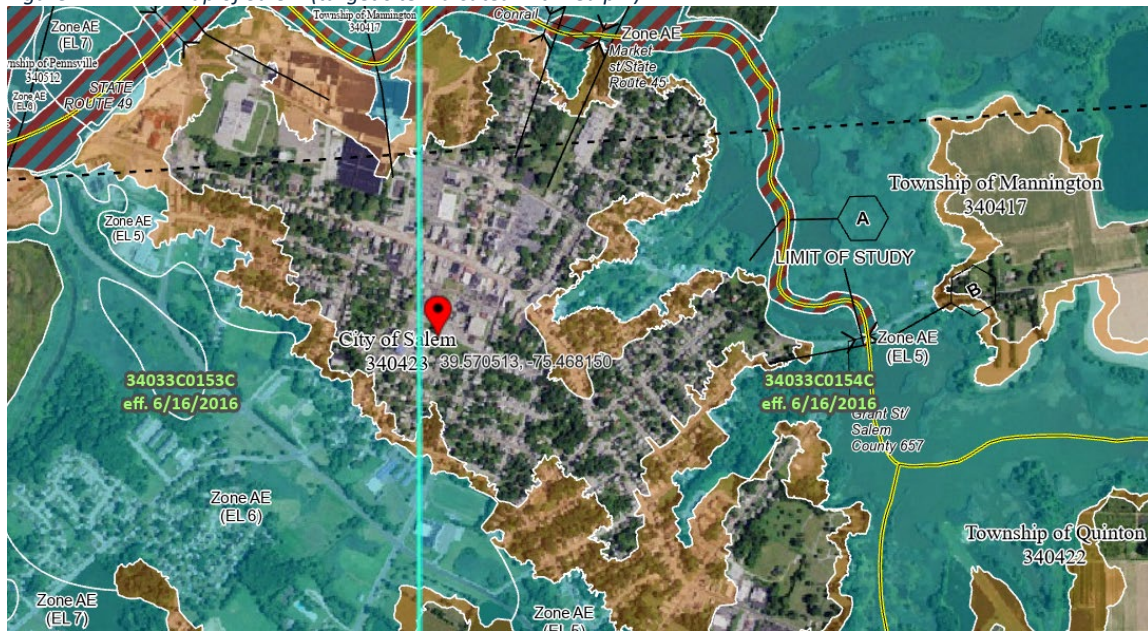 Zone AE
(EL 7)
Township of Mannington
340417
Conrail
Zone AE
Market
st/State
Route 45
Township of Pennsville
340512
Zone AE
(EL 6)
STATE
ROUTE 49
Township of Mannington
340417
A
Zone AE
(EL 5)
LIMIT OF STUDY
B
City of Salem
340423
39.570513, -75.468150
Zone AE
(EL 5)
34033C0153C
eff. 6/16/2016
34033C0154C
eff. 6/16/2016
Grant St/
Salem
County 657
Zone AE
(EL 6)
Township of Quinton
340422
Zone AE
(EL 7)
Zone AE
(EL 5)